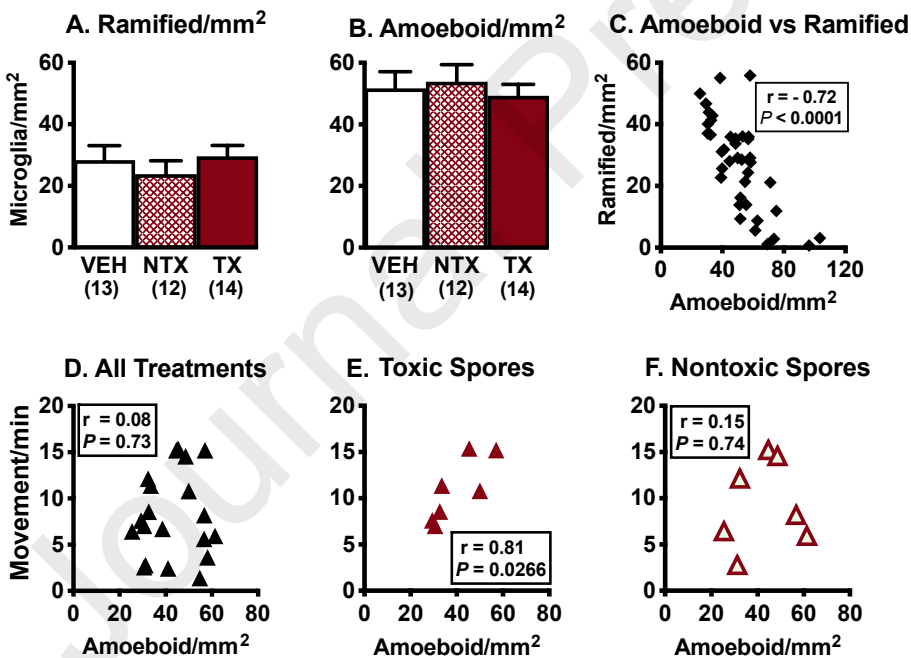 A. Ramified/mm²
B. Amoeboid/mm²
C. Amoeboid vs Ramified
Microglia/mm²
60
40
20
0
VEH NTX TX
(13) (12) (14)
60
40
20
0
VEH NTX TX
(13) (12) (14)
Ramified/mm²
60
40
20
0
r = - 0.72
P < 0.0001
0 40 80 120
Amoeboid/mm²
D. All Treatments
E. Toxic Spores
F. Nontoxic Spores
Movement/min
20
15
10
5
0
r = 0.08
P = 0.73
0 20 40 60 80
Amoeboid/mm²
20
15
10
5
0
r = 0.81
P = 0.0266
0 20 40 60 80
Amoeboid/mm²
20
15
10
5
0
r = 0.15
P = 0.74
0 20 40 60 80
Amoeboid/mm²
Journal Pre